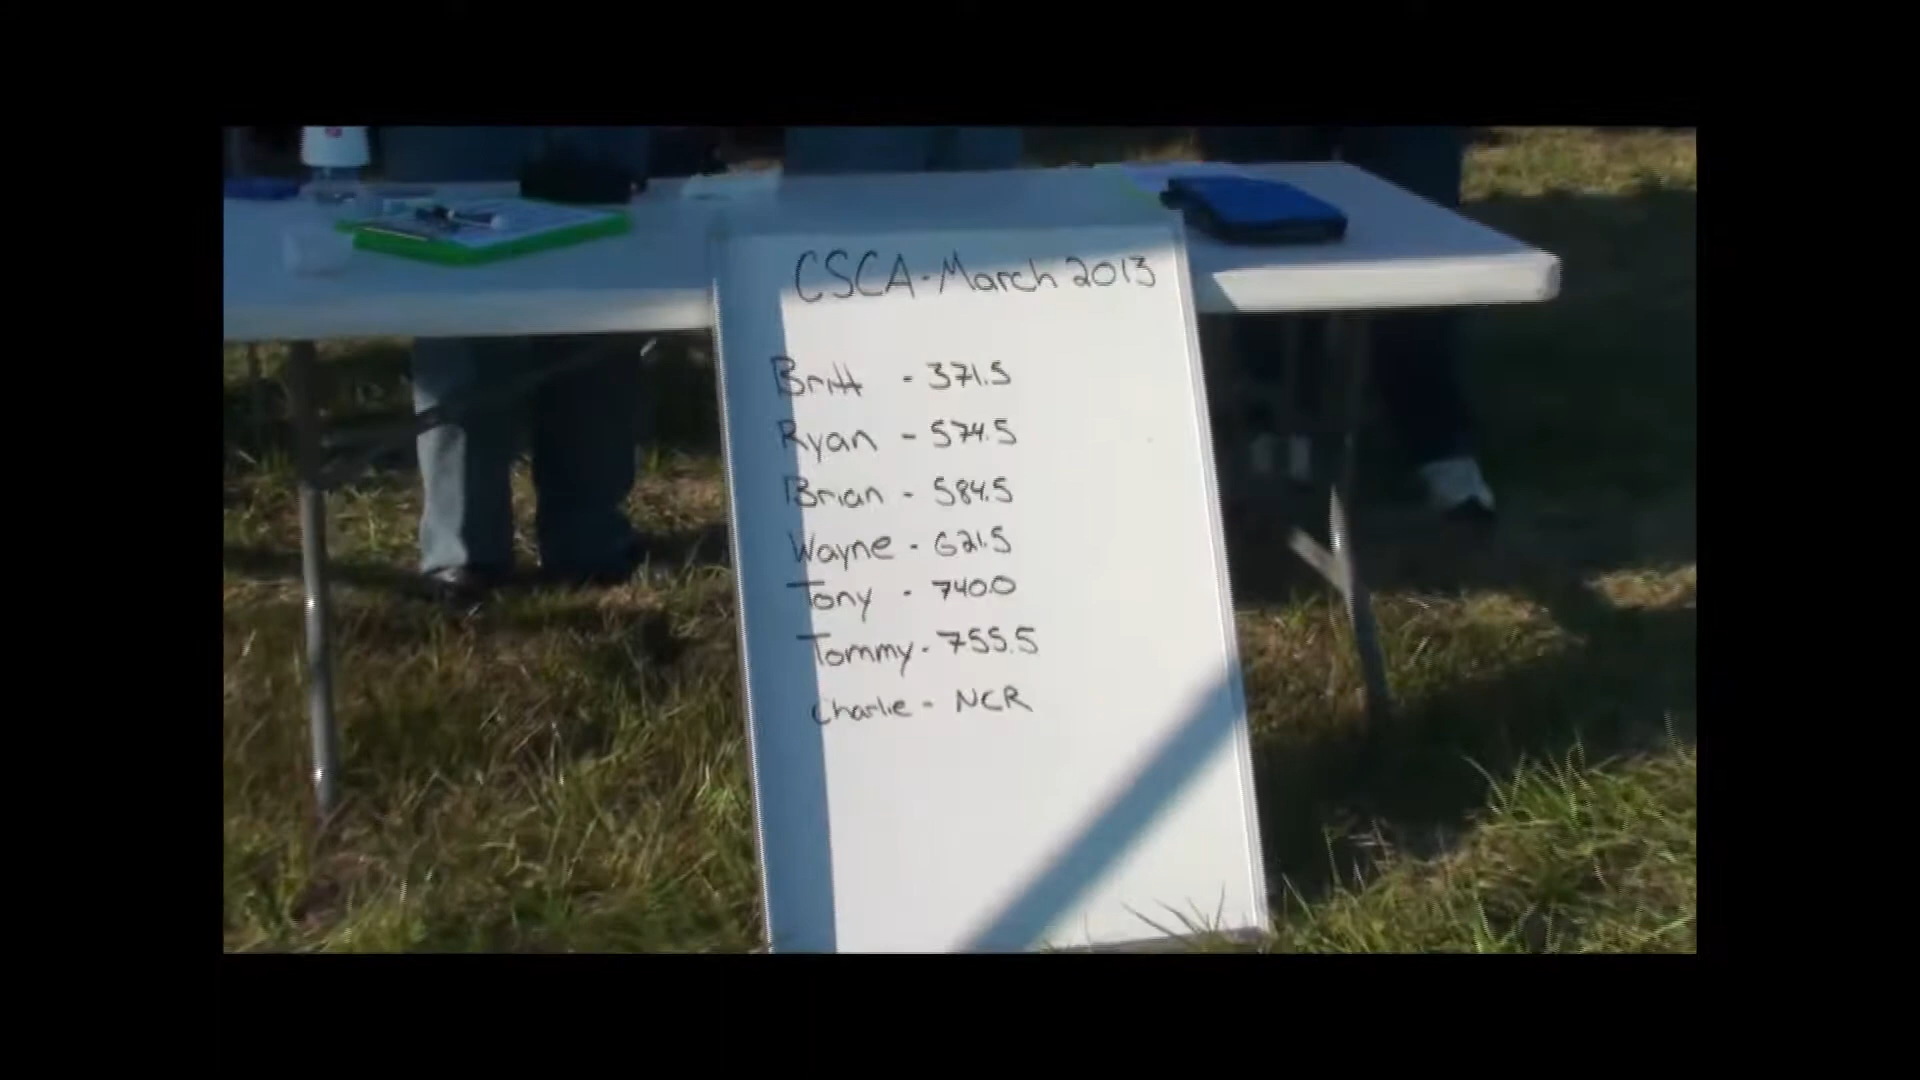 CSCA - March 2013
Britt - 371.5
Ryan - 574.5
Brian - 584.5
Wayne - 621.5
Tony - 740.0
Tommy - 755.5
Charlie - NCR